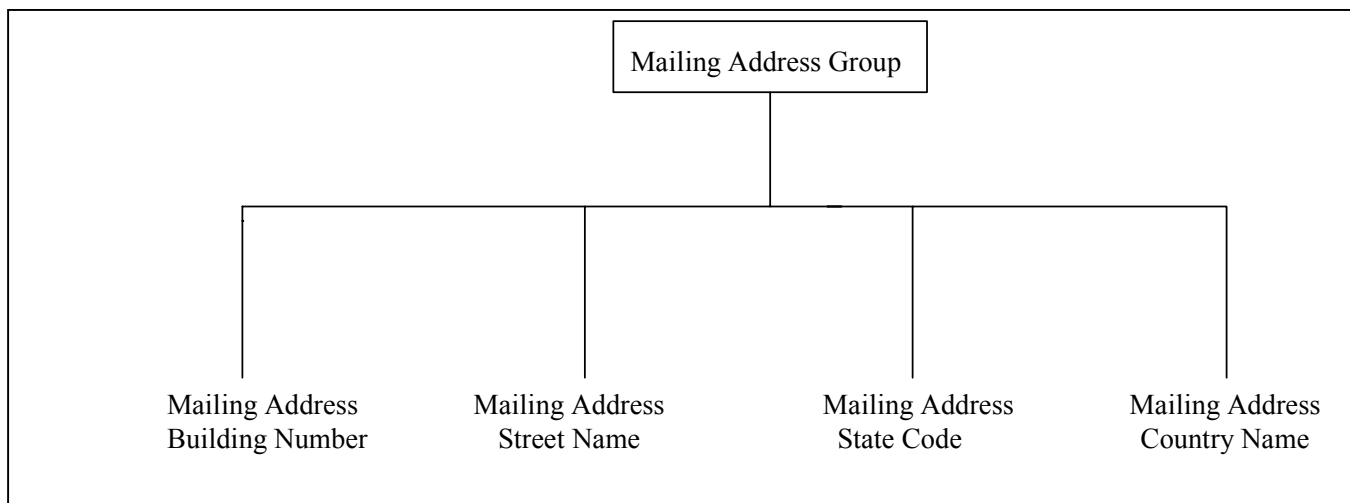 Mailing Address Group
Mailing Address
Building Number
Mailing Address
Street Name
Mailing Address
State Code
Mailing Address
Country Name